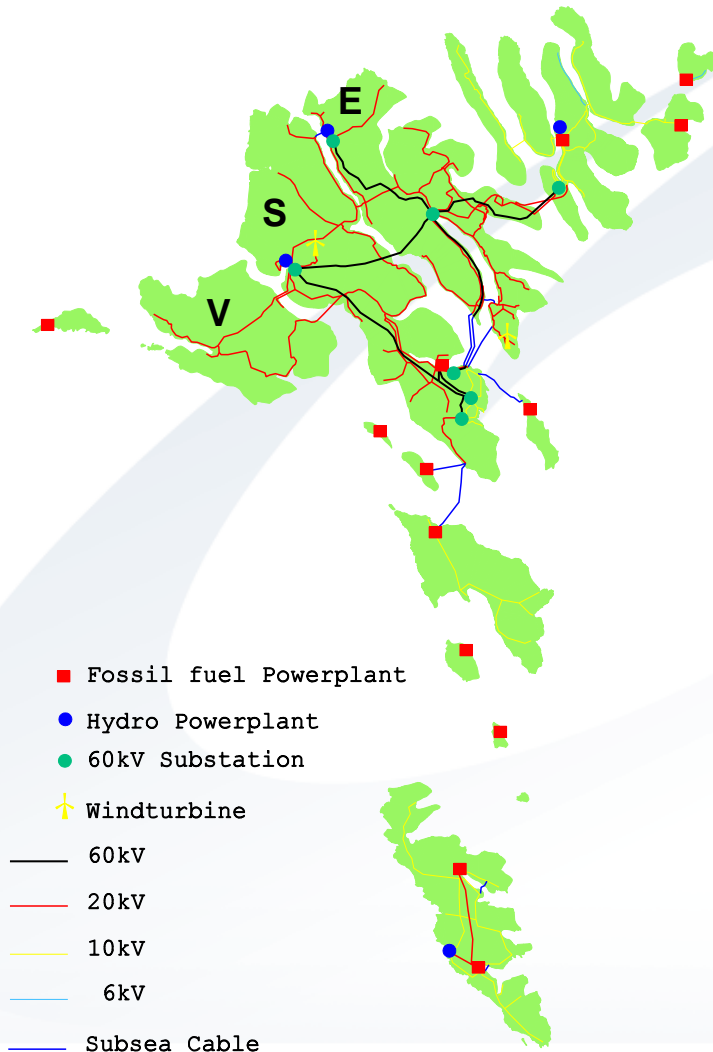 E
S
V
Fossil fuel Powerplant
Hydro Powerplant
60kV Substation
Windturbine
60kV
20kV
10kV
6kV
Subsea Cable